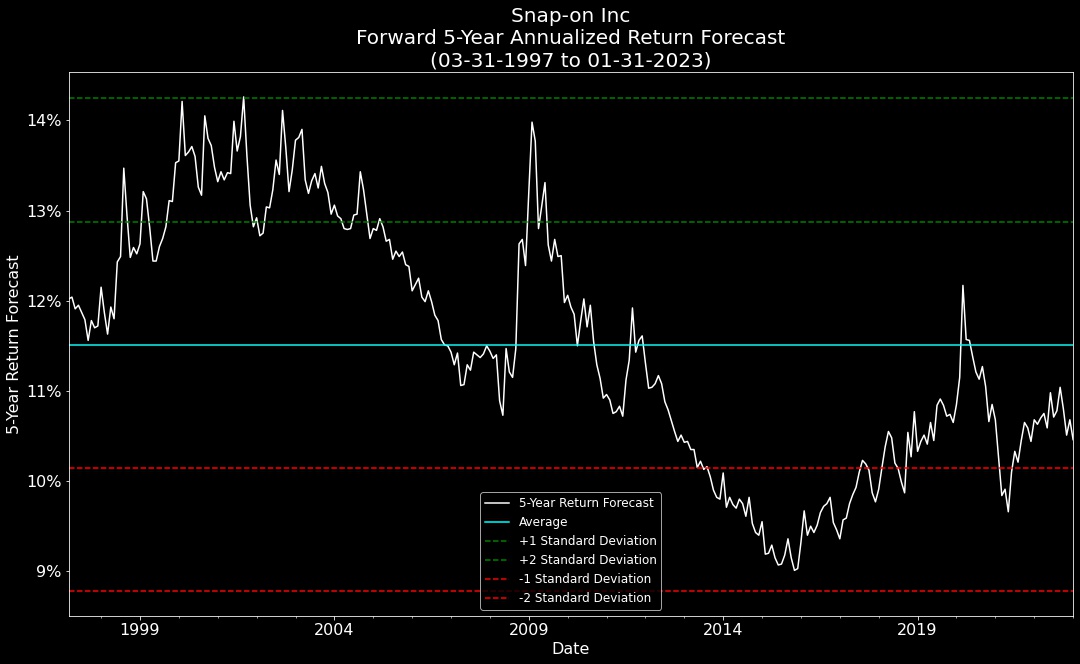 Snap-on Inc
Forward 5-Year Annualized Return Forecast
(03-31-1997 to 01-31-2023)
14%
13%
12%
11%
10%
9%
5-Year Return Forecast
5-Year Return Forecast
Average
+1 Standard Deviation
+2 Standard Deviation
-1 Standard Deviation
-2 Standard Deviation
1999 2004 2009 2014 2019
Date